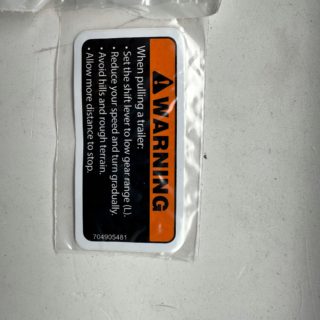 WARNING
When pulling a trailer:
• Set the shift lever to low gear range (L).
• Reduce your speed and turn gradually.
• Avoid hills and rough terrain.
• Allow more distance to stop.
704905481